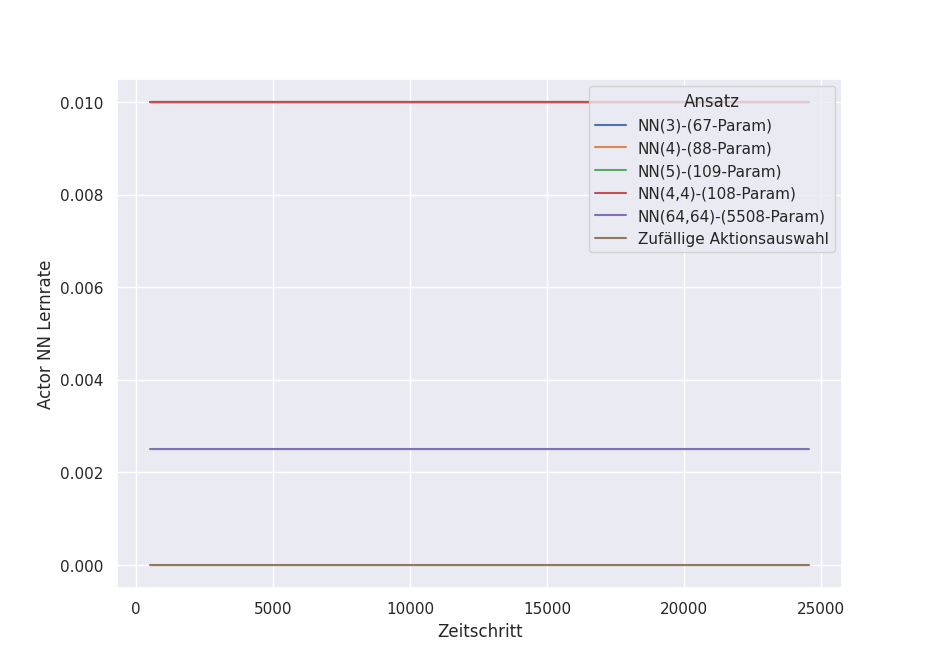 Ansatz
NN(3)-(67-Param)
NN(4)-(88-Param)
NN(5)-(109-Param)
NN(4,4)-(108-Param)
NN(64,64)-(5508-Param)
Zufällige Aktionsauswahl
Actor NN Lernrate
0.010
0.008
0.006
0.004
0.002
0.000
0
5000
10000
15000
20000
25000
Zeitschritt